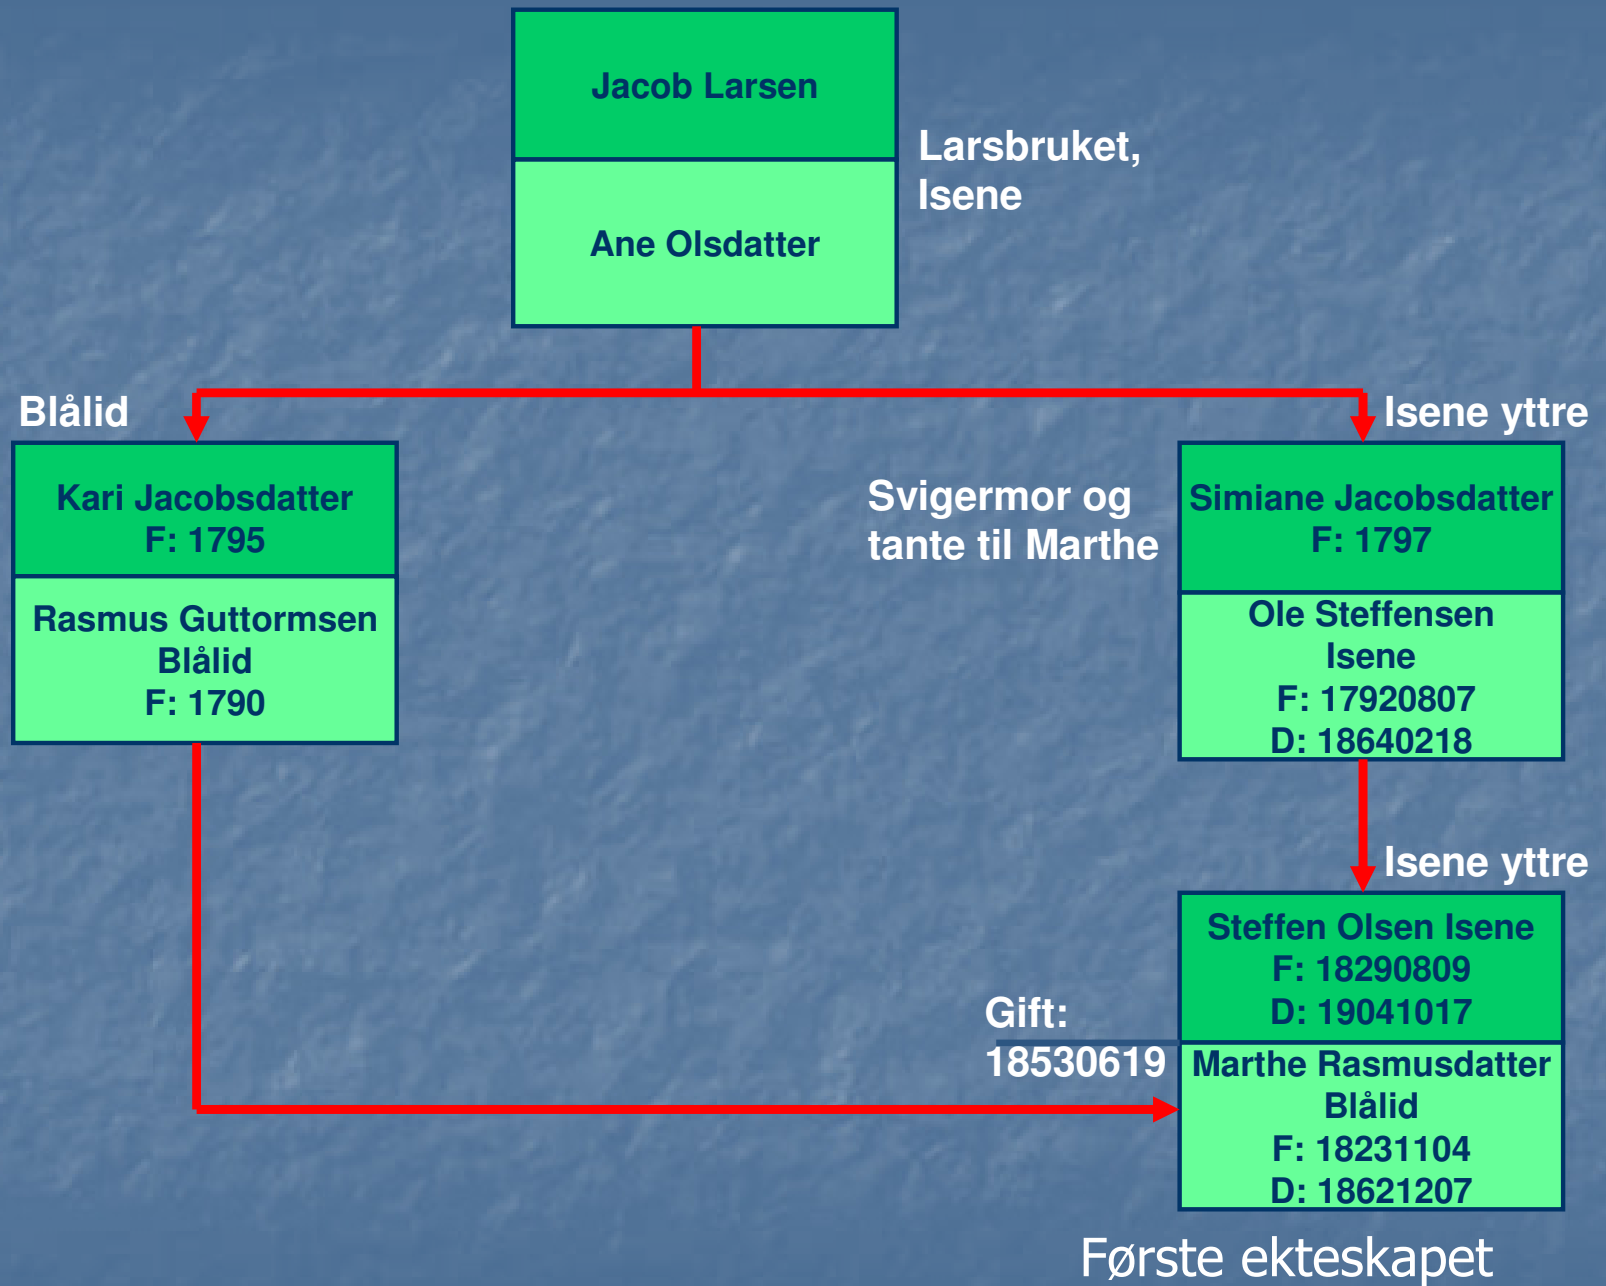 Jacob Larsen
Ane Olsdatter
Larsbruket,
Isene
Blålid
Kari Jacobsdatter
F: 1795
Rasmus Guttormsen
Blålid
F: 1790
Svigermor og
tante til Marthe
Isene yttre
Simiane Jacobsdatter
F: 1797
Ole Steffensen
Isene
F: 17920807
D: 18640218
Isene yttre
Steffen Olsen Isene
F: 18290809
D: 19041017
Gift:
18530619
Marthe Rasmusdatter
Blålid
F: 18231104
D: 18621207
Første ekteskapet